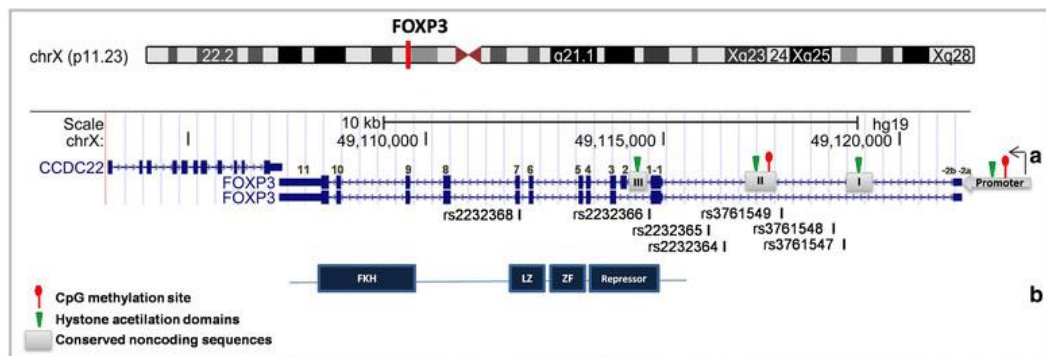 FOXP3
chrX (p11.23)
22.2
q21.1
Xq23 24 Xq25
Xq28
Scale
10 kb
hg19
chrX:
49,110,000
49,115,000
49,120,000
a
CCDC22
11 10 9 8 7 6 5 4 3 2 1 -1
-2b -2a
FOXP3
III
II
I
Promoter
FOXP3
rs2232368
rs2232366
rs3761549
rs2232365
rs3761548
rs2232364
rs3761547
FKH
LZ
ZF
Repressor
b
CpG methylation site
Hystone acetilation domains
Conserved noncoding sequences